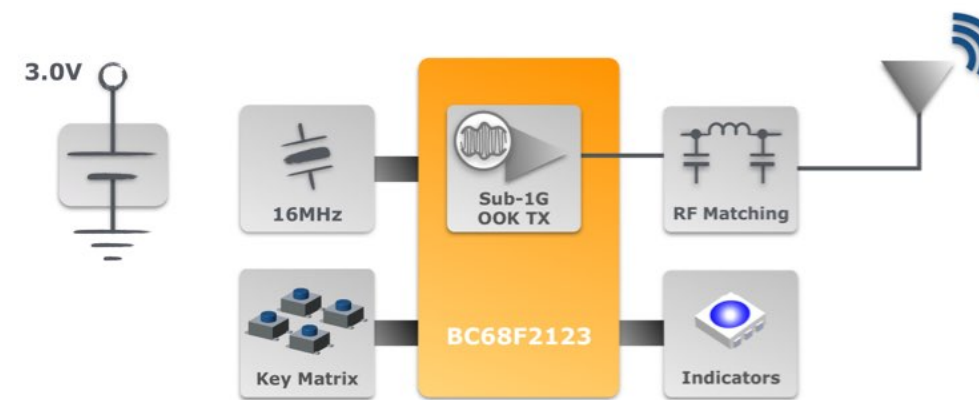 3.0V
16MHz
Sub-1G
OOK TX
RF Matching
Key Matrix
BC68F2123
Indicators